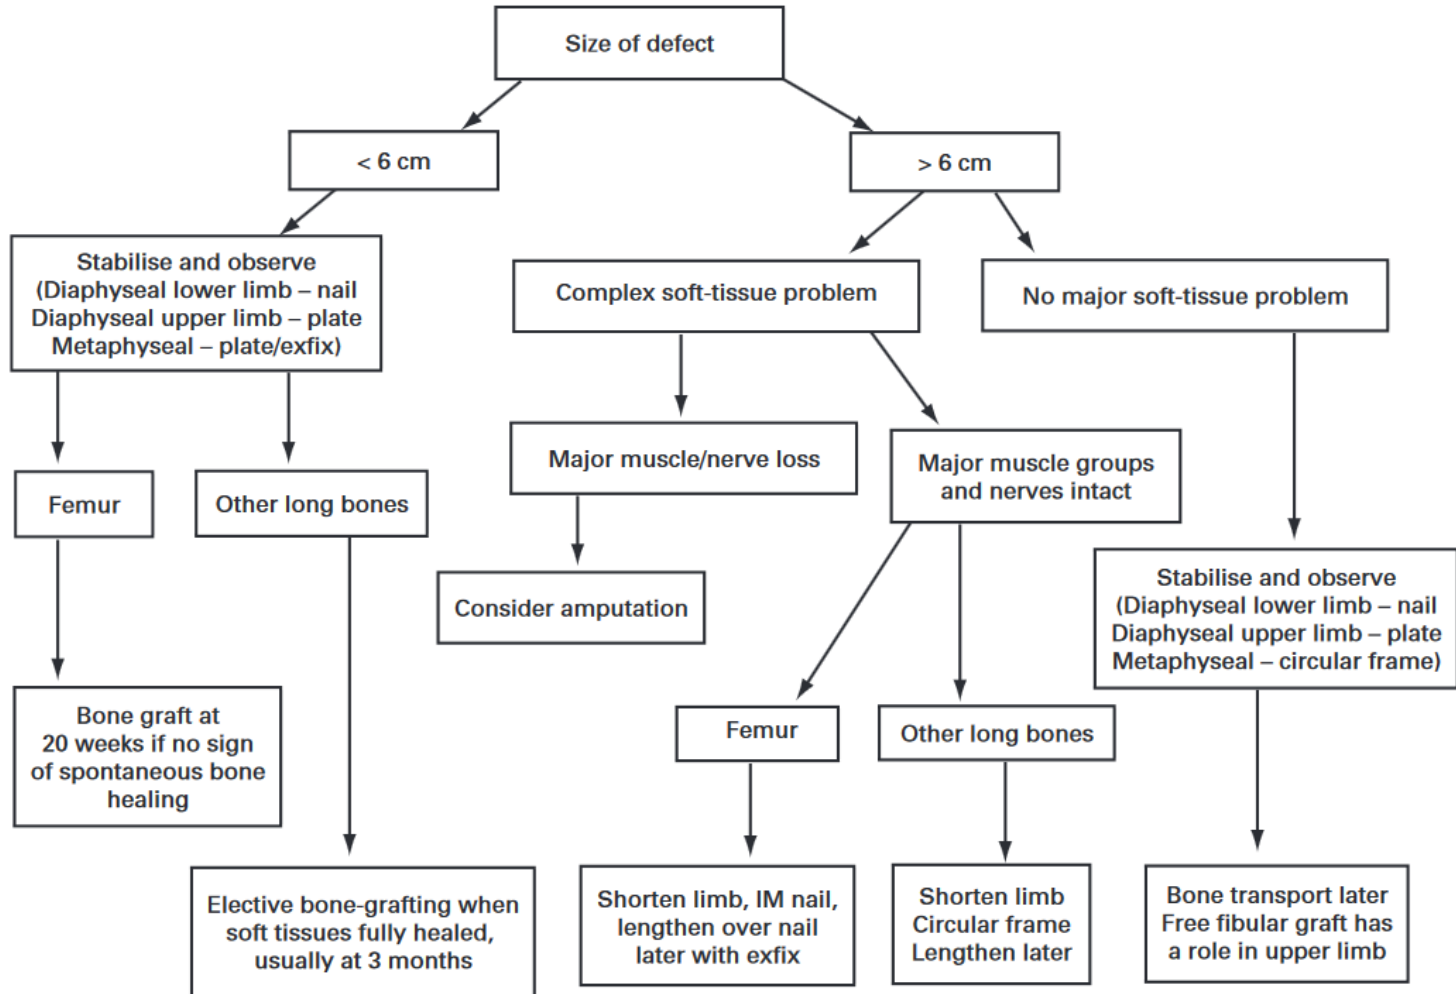 Size of defect
< 6 cm
> 6 cm
Stabilise and observe
(Diaphyseal lower limb – nail
Diaphyseal upper limb – plate
Metaphyseal – plate/exfix)
Complex soft-tissue problem
No major soft-tissue problem
Femur
Other long bones
Major muscle/nerve loss
Major muscle groups
and nerves intact
Consider amputation
Stabilise and observe
(Diaphyseal lower limb – nail
Diaphyseal upper limb – plate
Metaphyseal – circular frame)
Bone graft at
20 weeks if no sign
of spontaneous bone
healing
Femur
Other long bones
Elective bone-grafting when
soft tissues fully healed,
usually at 3 months
Shorten limb, IM nail,
lengthen over nail
later with exfix
Shorten limb
Circular frame
Lengthen later
Bone transport later
Free fibular graft has
a role in upper limb